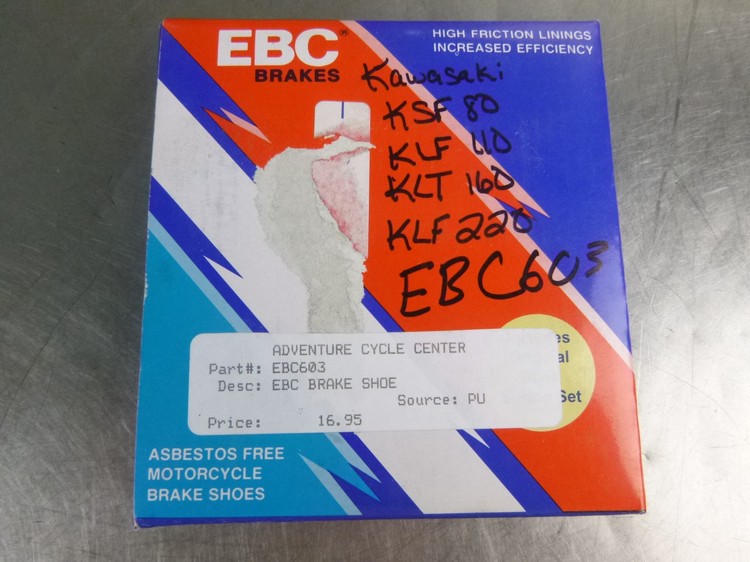 EBC®
BRAKES
HIGH FRICTION LININGS
INCREASED EFFICIENCY
Kawasaki
KSF 80
KLF 110
KLT 160
KLF 220
EBC603
ADVENTURE CYCLE CENTER
Part#: EBC603
Desc: EBC BRAKE SHOE
Source: PU
Price: 16.95
Set
ASBESTOS FREE
MOTORCYCLE
BRAKE SHOES